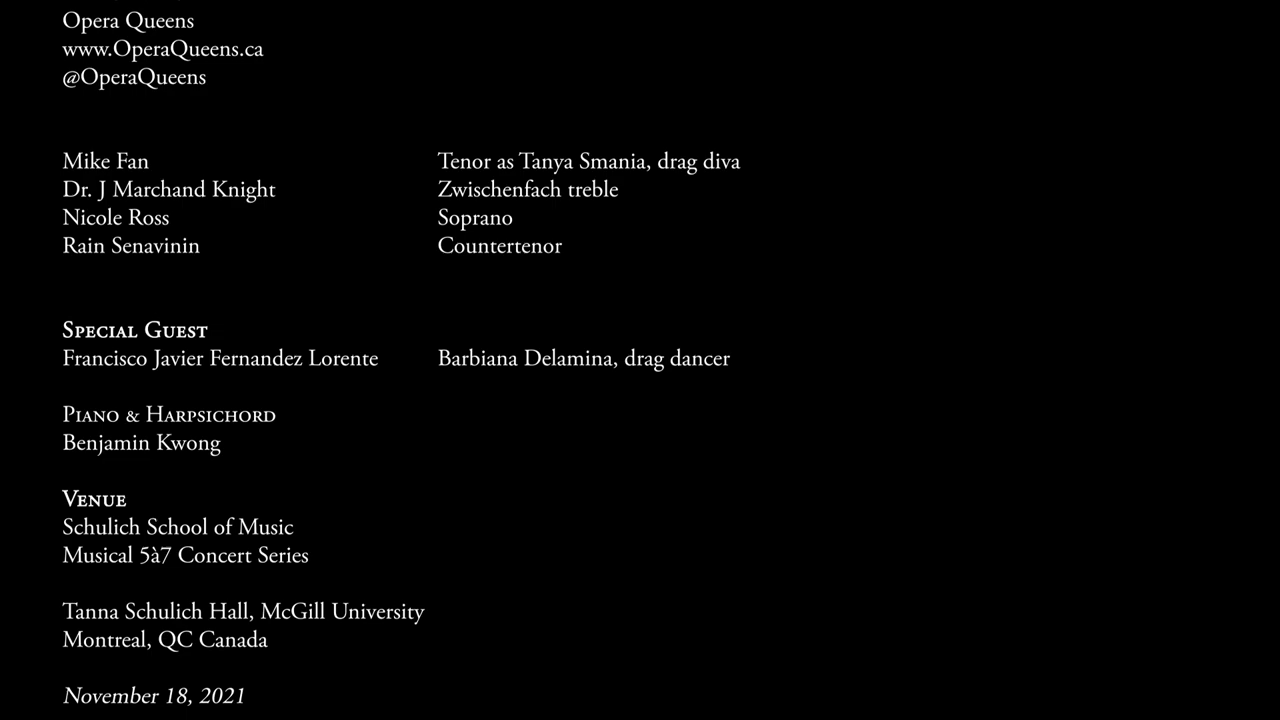 Opera Queens
www.OperaQueens.ca
@OperaQueens
Mike Fan Tenor as Tanya Smania, drag diva
Dr. J Marchand Knight Zwischenfach treble
Nicole Ross Soprano
Rain Senavinin Countertenor
Special Guest
Francisco Javier Fernandez Lorente Barbiana Delamina, drag dancer
Piano & Harpsichord
Benjamin Kwong
Venue
Schulich School of Music
Musical 5à7 Concert Series
Tanna Schulich Hall, McGill University
Montreal, QC Canada
November 18, 2021